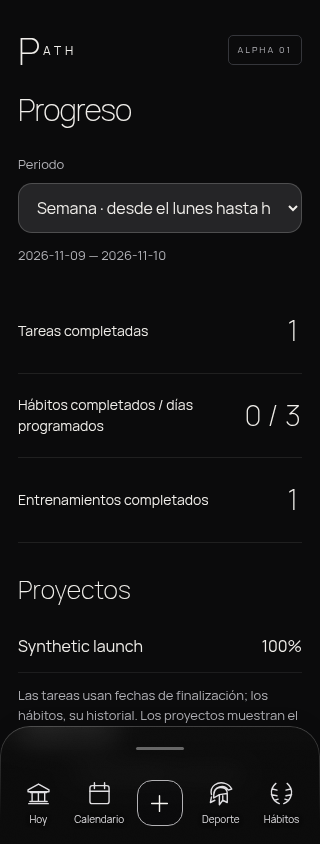 PATH
ALPHA 01
Progreso
Periodo
Semana · desde el lunes hasta h
2026-11-09 — 2026-11-10
Tareas completadas
1
Hábitos completados / días
programados
0 / 3
Entrenamientos completados
1
Proyectos
Synthetic launch
100%
Las tareas usan fechas de finalización; los
hábitos, su historial. Los proyectos muestran el
Hoy
Calendario
Deporte
Hábitos